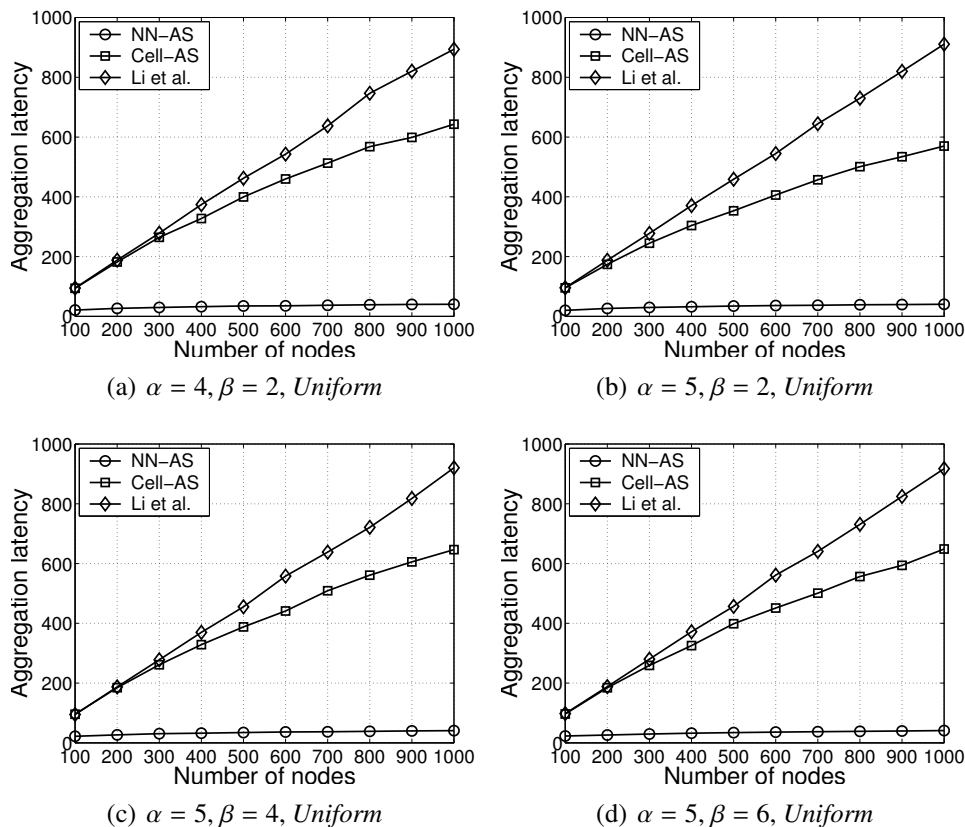 1000
800
600
400
200
0
Aggregation latency
NN−AS
Cell−AS
Li et al.
100 200 300 400 500 600 700 800 900 1000
Number of nodes
(a) α = 4, β = 2, Uniform
1000
800
600
400
200
0
Aggregation latency
NN−AS
Cell−AS
Li et al.
100 200 300 400 500 600 700 800 900 1000
Number of nodes
(b) α = 5, β = 2, Uniform
1000
800
600
400
200
0
Aggregation latency
NN−AS
Cell−AS
Li et al.
100 200 300 400 500 600 700 800 900 1000
Number of nodes
(c) α = 5, β = 4, Uniform
1000
800
600
400
200
0
Aggregation latency
NN−AS
Cell−AS
Li et al.
100 200 300 400 500 600 700 800 900 1000
Number of nodes
(d) α = 5, β = 6, Uniform